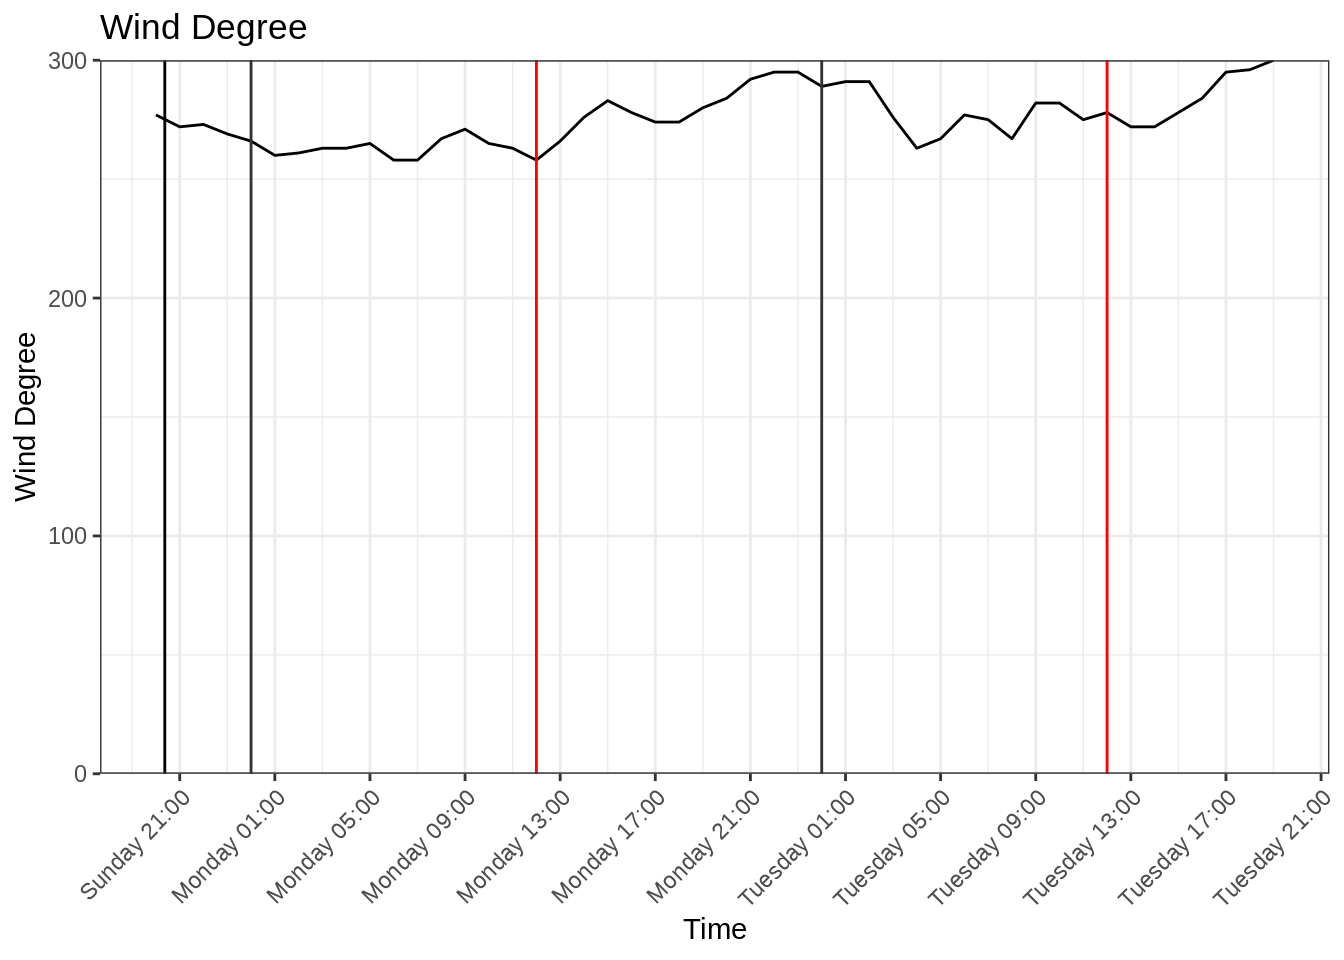 Wind Degree
300
200
100
0
Wind Degree
Sunday 21:00
Monday 01:00
Monday 05:00
Monday 09:00
Monday 13:00
Monday 17:00
Monday 21:00
Tuesday 01:00
Tuesday 05:00
Tuesday 09:00
Tuesday 13:00
Tuesday 17:00
Tuesday 21:00
Time